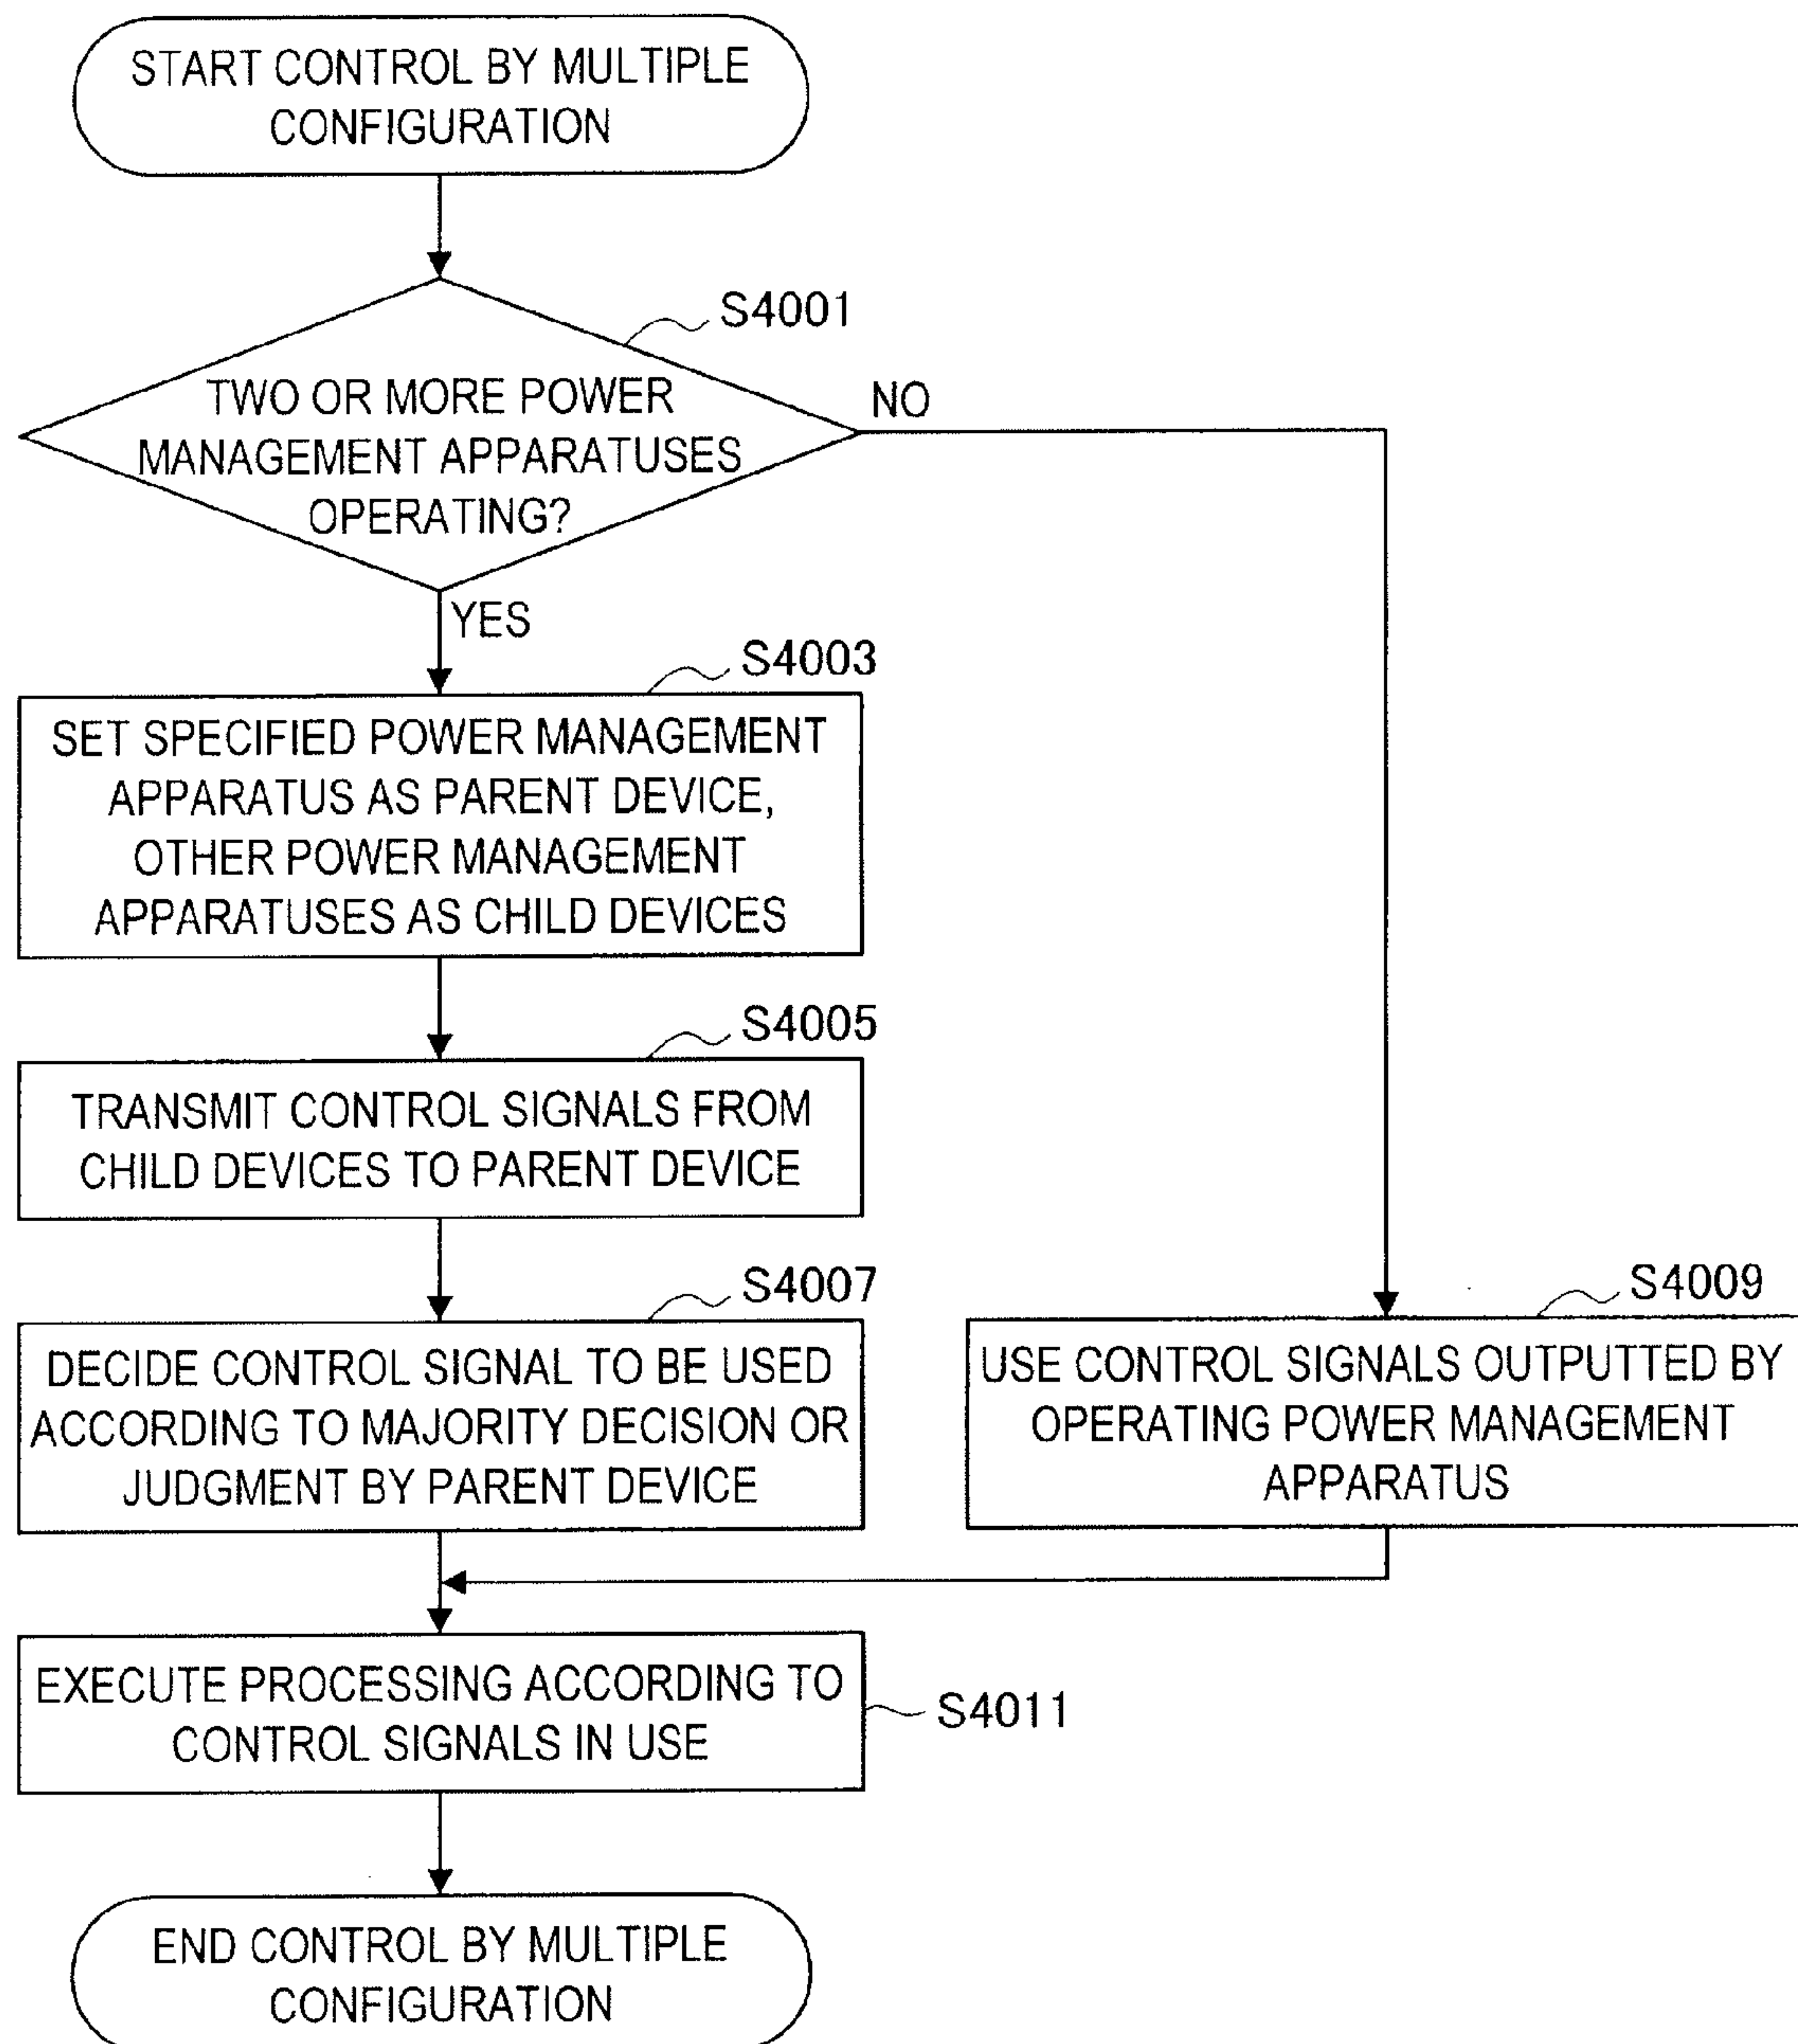 START CONTROL BY MULTIPLE
CONFIGURATION
S4001
TWO OR MORE POWER
MANAGEMENT APPARATUSES
OPERATING?
NO
YES
S4003
SET SPECIFIED POWER MANAGEMENT
APPARATUS AS PARENT DEVICE,
OTHER POWER MANAGEMENT
APPARATUSES AS CHILD DEVICES
S4005
TRANSMIT CONTROL SIGNALS FROM
CHILD DEVICES TO PARENT DEVICE
S4007
DECIDE CONTROL SIGNAL TO BE USED
ACCORDING TO MAJORITY DECISION OR
JUDGMENT BY PARENT DEVICE
S4009
USE CONTROL SIGNALS OUTPUTTED BY
OPERATING POWER MANAGEMENT
APPARATUS
EXECUTE PROCESSING ACCORDING TO
CONTROL SIGNALS IN USE
S4011
END CONTROL BY MULTIPLE
CONFIGURATION